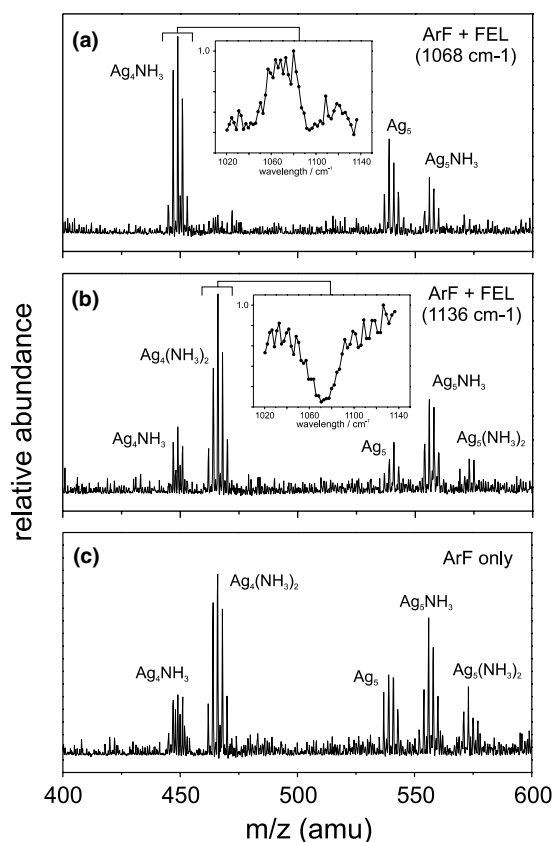 (a)
ArF + FEL
(1068 cm-1)
Ag₄NH₃
1.0
1020 1060 1100 1140
wavelength / cm⁻¹
Ag₅
Ag₅NH₃
(b)
ArF + FEL
(1136 cm-1)
Ag₄(NH₃)₂
1.0
1020 1060 1100 1140
wavelength / cm⁻¹
Ag₄NH₃
Ag₅
Ag₅NH₃
Ag₅(NH₃)₂
(c)
ArF only
Ag₄(NH₃)₂
Ag₄NH₃
Ag₅
Ag₅NH₃
Ag₅(NH₃)₂
relative abundance
400 450 500 550 600
m/z (amu)